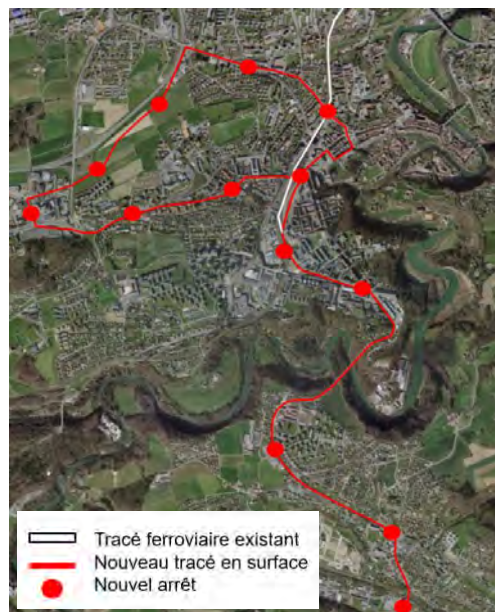 Tracé ferroviaire existant
Nouveau tracé en surface
Nouvel arrêt